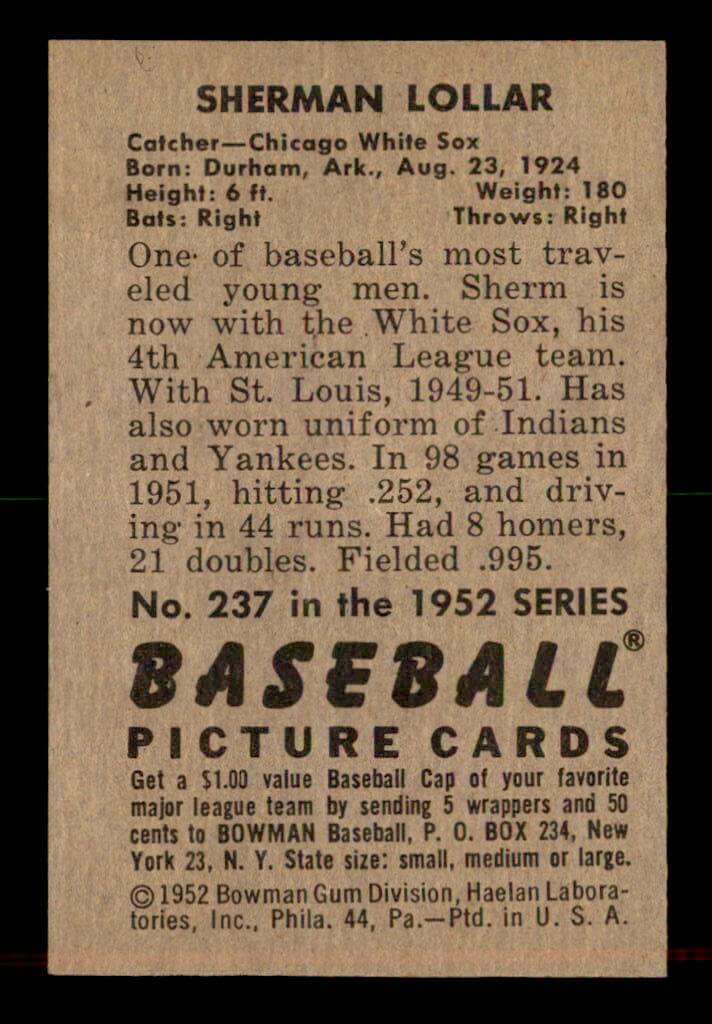 SHERMAN LOLLAR
Catcher—Chicago White Sox
Born: Durham, Ark., Aug. 23, 1924
Height: 6 ft. Weight: 180
Bats: Right Throws: Right
One of baseball's most trav-
eled young men. Sherm is
now with the White Sox, his
4th American League team.
With St. Louis, 1949-51. Has
also worn uniform of Indians
and Yankees. In 98 games in
1951, hitting .252, and driv-
ing in 44 runs. Had 8 homers,
21 doubles. Fielded .995.
No. 237 in the 1952 SERIES
BASEBALL®
PICTURE CARDS
Get a $1.00 value Baseball Cap of your favorite
major league team by sending 5 wrappers and 50
cents to BOWMAN Baseball, P. O. BOX 234, New
York 23, N. Y. State size: small, medium or large.
© 1952 Bowman Gum Division, Haelan Labora-
tories, Inc., Phila. 44, Pa.—Ptd. in U. S. A.